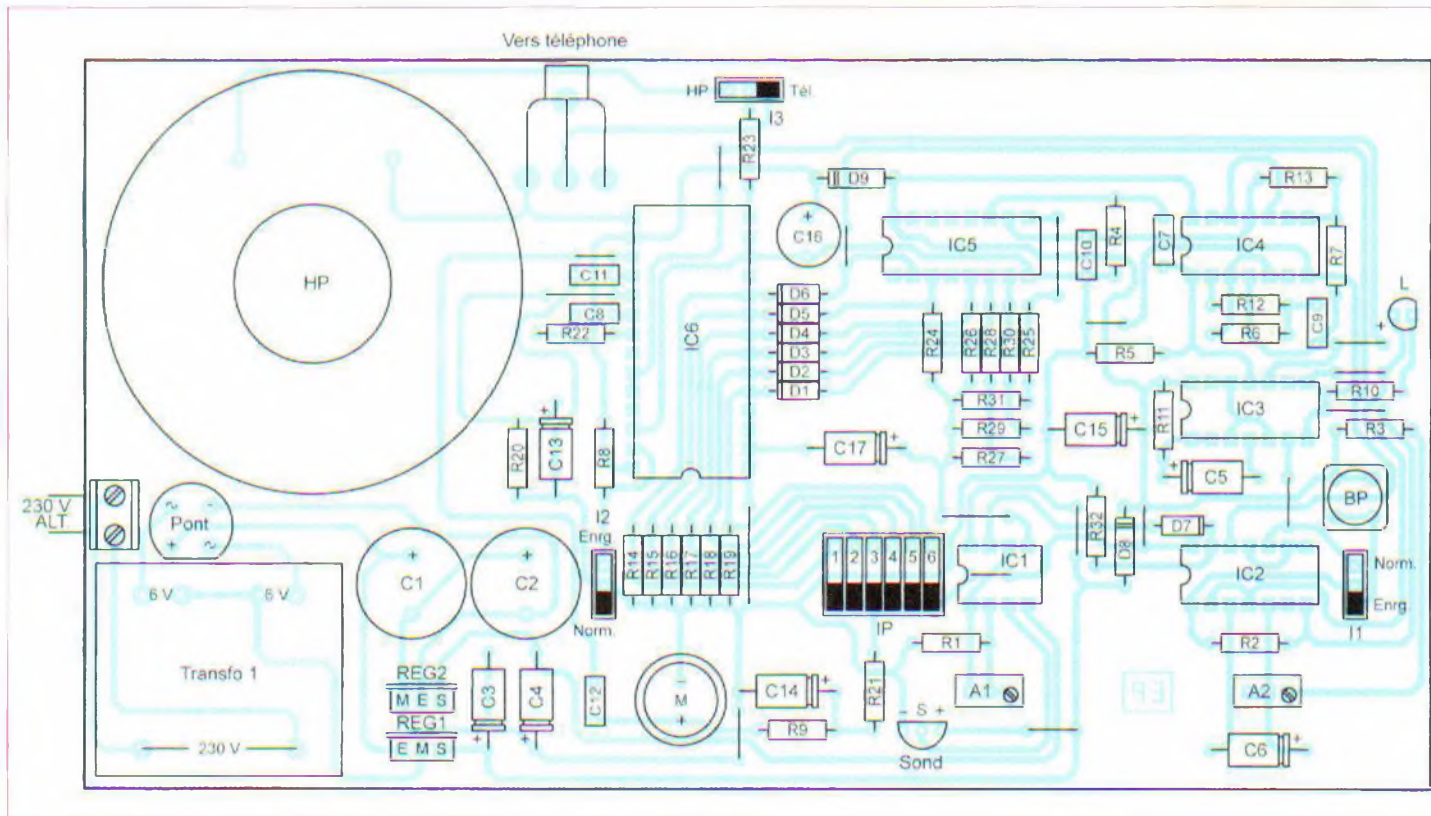 Vers téléphone
HP
Tél.
I3
R23
D9
R13
C16
IC5
C10
R4
C7
IC4
R7
HP
C11
C8
R22
IC6
D6
D5
D4
D3
D2
D1
R24
R26
R28
R30
R25
R12
R6
C9
L
R5
R31
R29
R27
R10
R3
R11
IC3
C15
C17
C5
R20
C13
R8
BP
230 V
ALT.
Pont
I2
Enrg.
Norm.
C1
C2
R14
R15
R16
R17
R18
R19
1 2 3 4 5 6
IP
IC1
R32
D8
D7
IC2
Norm.
Enrg.
I1
6 V
6 V
Transfo 1
230 V
REG2
M E S
REG1
E M S
C3
C4
C12
M
C14
R9
R21
R1
A1
S
Sond
R2
A2
C6